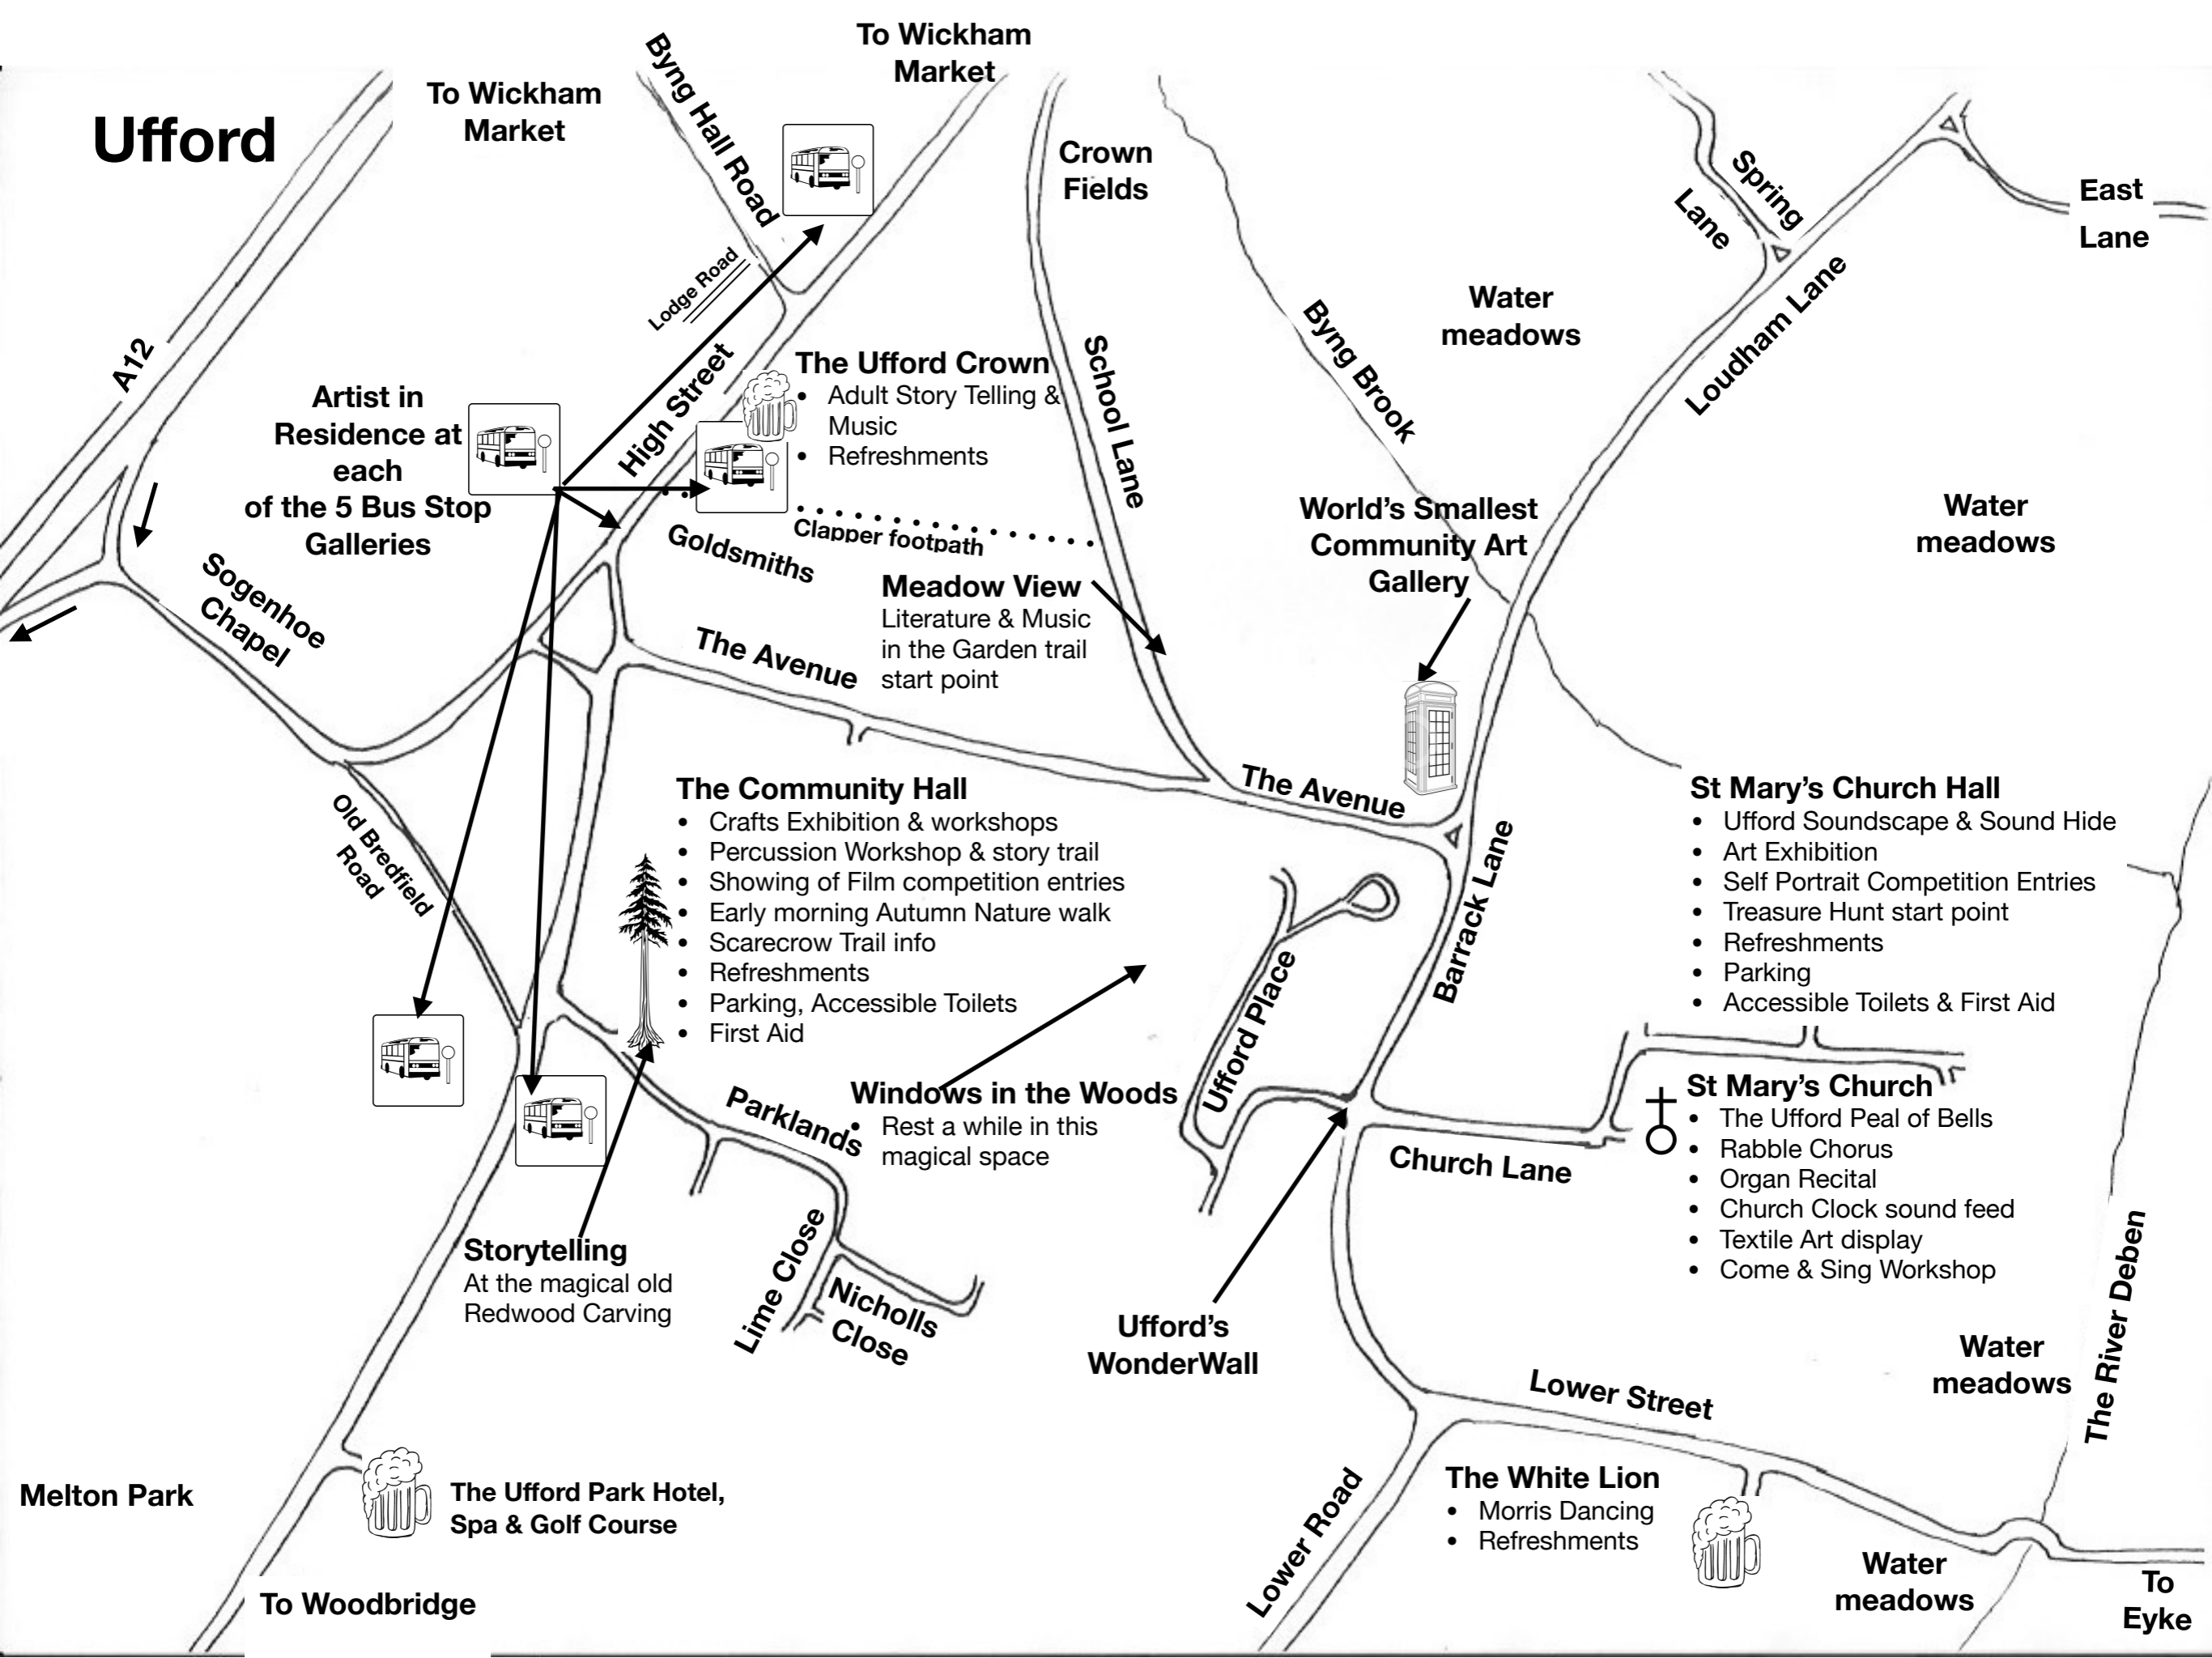 Ufford
To Wickham
Market
Byng Hall Road
To Wickham
Market
Crown
Fields
Spring
Lane
East
Lane
A12
Lodge Road
High Street
Artist in
Residence at
each
of the 5 Bus Stop
Galleries
The Ufford Crown
• Adult Story Telling &
Music
• Refreshments
School Lane
Byng Brook
Water
meadows
Loudham Lane
Water
meadows
Sogenhoe
Chapel
Goldsmiths
Clapper footpath
Meadow View
Literature & Music
in the Garden trail
start point
World's Smallest
Community Art
Gallery
The Avenue
The Avenue
Old Bredfield
Road
The Community Hall
• Crafts Exhibition & workshops
• Percussion Workshop & story trail
• Showing of Film competition entries
• Early morning Autumn Nature walk
• Scarecrow Trail info
• Refreshments
• Parking, Accessible Toilets
• First Aid
Barrack Lane
Ufford Place
St Mary's Church Hall
• Ufford Soundscape & Sound Hide
• Art Exhibition
• Self Portrait Competition Entries
• Treasure Hunt start point
• Refreshments
• Parking
• Accessible Toilets & First Aid
Parklands
Windows in the Woods
• Rest a while in this
magical space
Church Lane
St Mary's Church
• The Ufford Peal of Bells
• Rabble Chorus
• Organ Recital
• Church Clock sound feed
• Textile Art display
• Come & Sing Workshop
Storytelling
At the magical old
Redwood Carving
Lime Close
Nicholls
Close
Ufford's
WonderWall
The River Deben
Water
meadows
Lower Street
Melton Park
The Ufford Park Hotel,
Spa & Golf Course
Lower Road
The White Lion
• Morris Dancing
• Refreshments
Water
meadows
To
Eyke
To Woodbridge